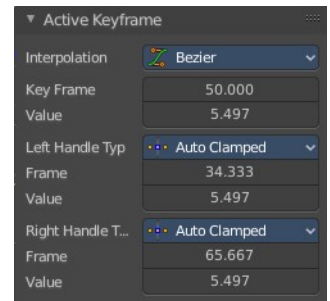 Active Keyframe
Interpolation Bezier
Key Frame 50.000
Value 5.497
Left Handle Typ Auto Clamped
Frame 34.333
Value 5.497
Right Handle T... Auto Clamped
Frame 65.667
Value 5.497